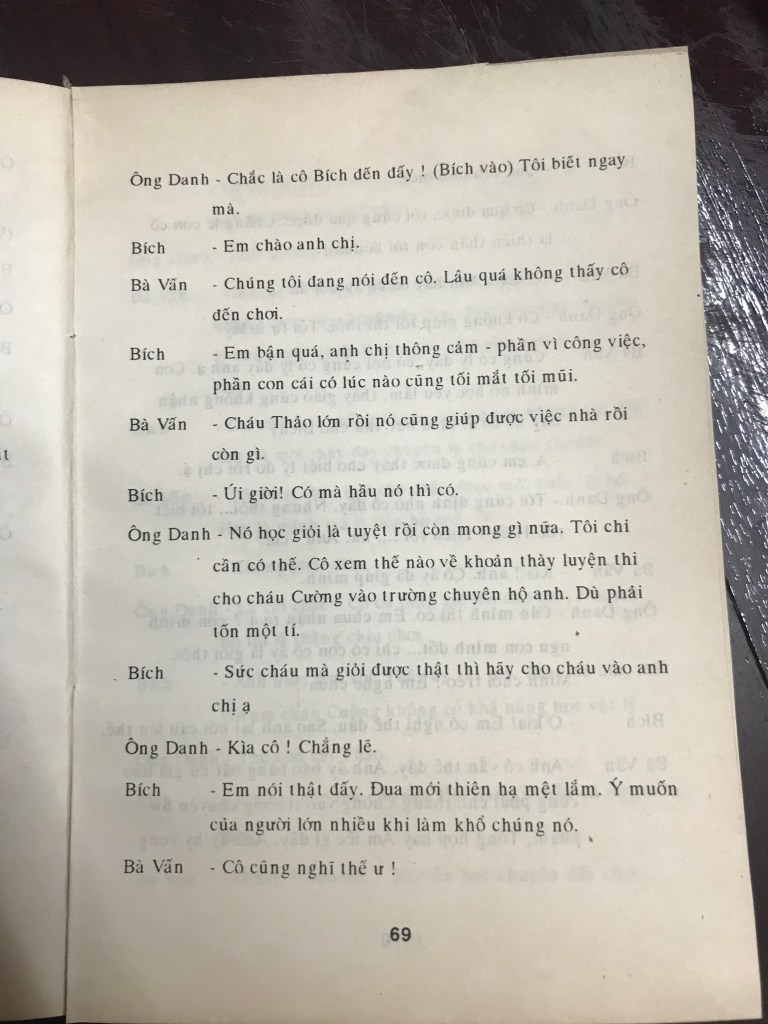 Ông Danh - Chắc là cô Bích đến đấy ! (Bích vào) Tôi biết ngay
mà.
Bích - Em chào anh chị.
Bà Vấn - Chúng tôi đang nói đến cô. Lâu quá không thấy cô
đến chơi.
Bích - Em bận quá, anh chị thông cảm - phần vì công việc,
phần con cái có lúc nào cũng tối mắt tối mũi.
Bà Vấn - Cháu Thảo lớn rồi nó cũng giúp được việc nhà rồi
còn gì.
Bích - Úi giời! Có mà hầu nó thì có.
Ông Danh - Nó học giỏi là tuyệt rồi còn mong gì nữa. Tôi chi
cần có thế. Cô xem thế nào về khoản thày luyện thi
cho cháu Cường vào trường chuyên hộ anh. Dù phải
tốn một tí.
Bích - Sức cháu mà giỏi được thật thì hãy cho cháu vào anh
chị ạ
Ông Danh - Kìa cô ! Chẳng lẽ.
Bích - Em nói thật đấy. Đua mới thiên hạ mệt lắm. Ý muốn
của người lớn nhiều khi làm khổ chúng nó.
Bà Vấn - Cô cũng nghĩ thế ư !
69